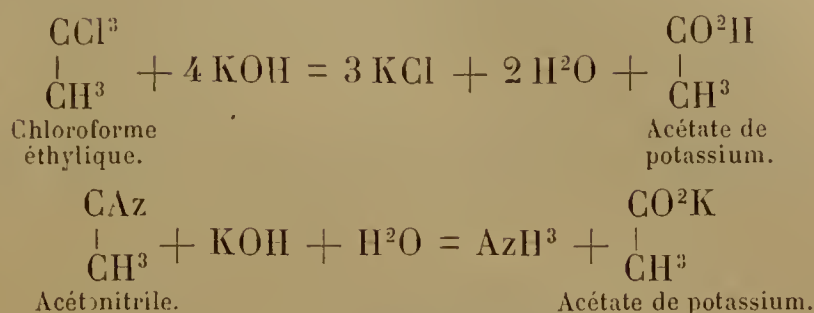 CCl³ CO²H
| + 4 KOH = 3 KCl + 2 H²O + |
CH³ CH³
Chloroforme Acétate de
éthylique. potassium.
CAz CO²K
| + KOH + H²O = AzH³ + |
CH³ CH³
Acétonitrile. Acétate de potassium.